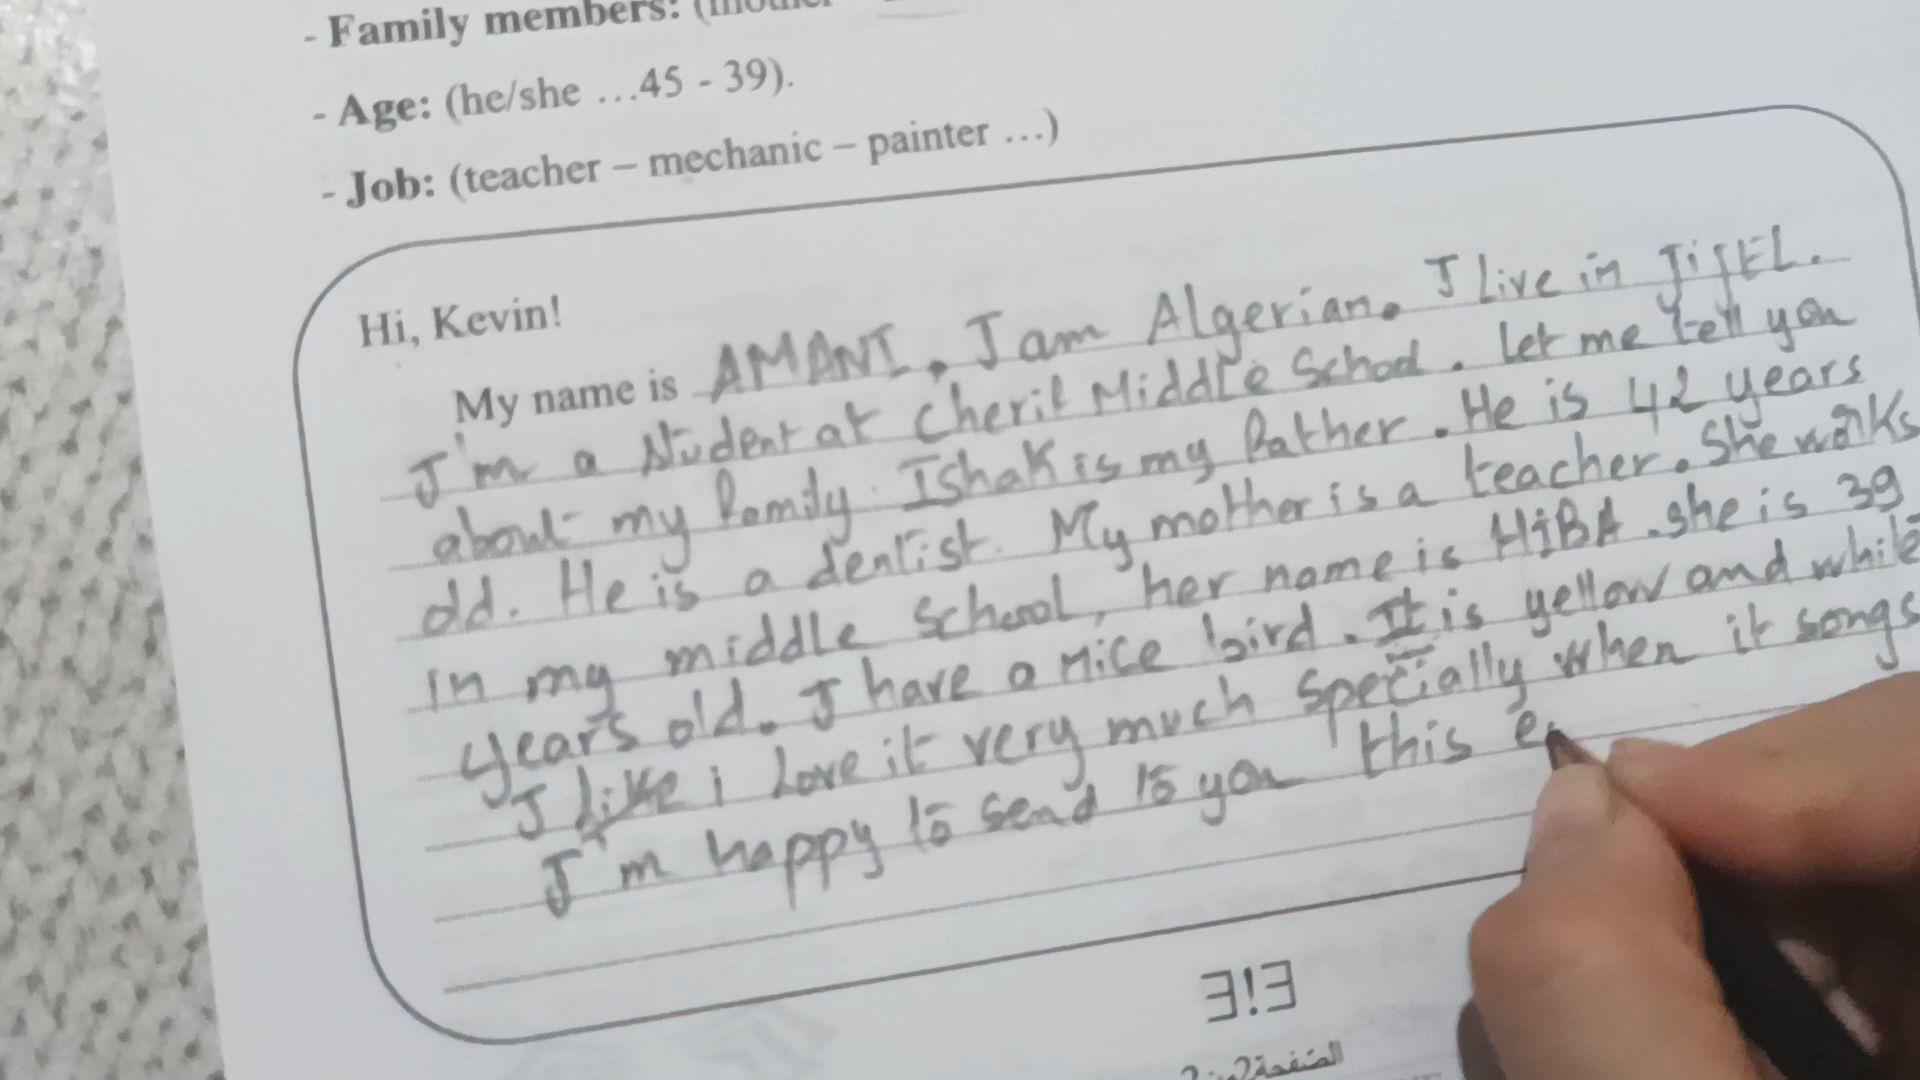 - Family members: (mother
- Age: (he/she ...45 - 39).
- Job: (teacher – mechanic – painter ...)
Hi, Kevin!
My name is AMANI. I am Algerian. I live in JiJEL.
I'm a student at Cherif Middle School. let me tell you
about my family. Ishak is my father. He is 42 years
old. He is a dentist. My mother is a teacher. She works
in my middle school, her name is HiBA. she is 39
years old. I have a nice bird. It is yellow and white
I like i love it very much specially when it songs
I'm happy to send to you this
E!E
الصفحة